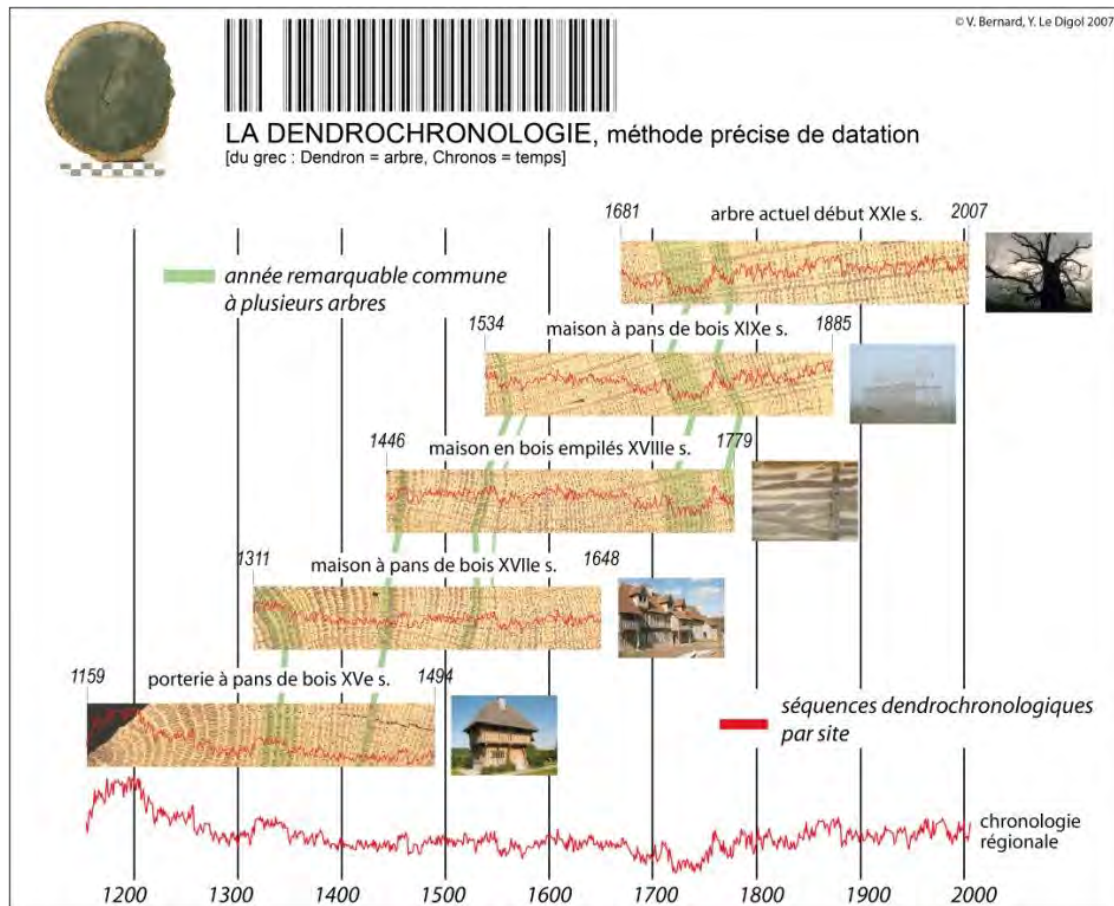 © V. Bernard, Y. Le Digol 2007
LA DENDROCHRONOLOGIE, méthode précise de datation
[du grec : Dendron = arbre, Chronos = temps]
1681 arbre actuel début XXIe s. 2007
année remarquable commune
à plusieurs arbres
1534 maison à pans de bois XIXe s. 1885
1446 maison en bois empilés XVIIIe s. 1779
1311 maison à pans de bois XVIIe s. 1648
1159 porterie à pans de bois XVe s. 1494
séquences dendrochronologiques
par site
chronologie
régionale
1200 1300 1400 1500 1600 1700 1800 1900 2000